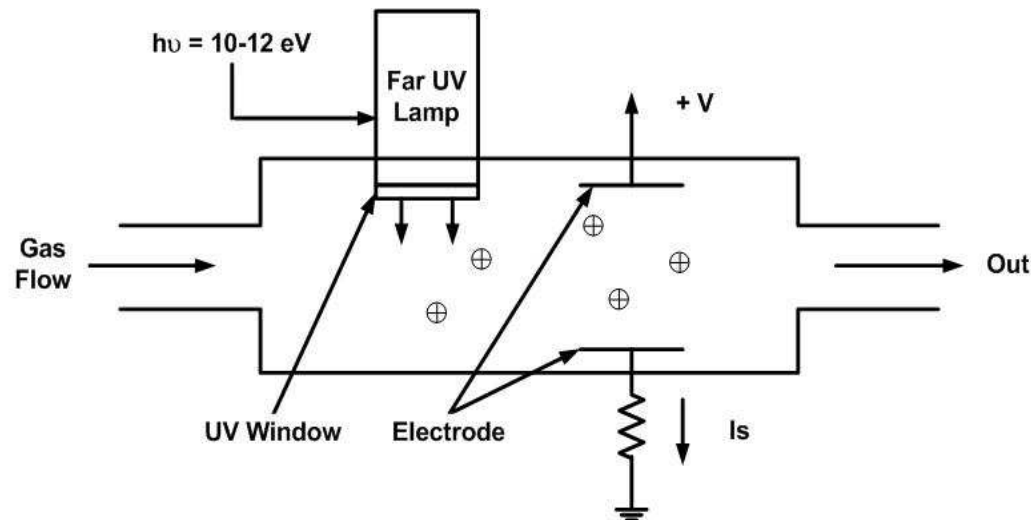 hυ = 10-12 eV
Far UV
Lamp
+ V
Gas
Flow
Out
UV Window
Electrode
Is